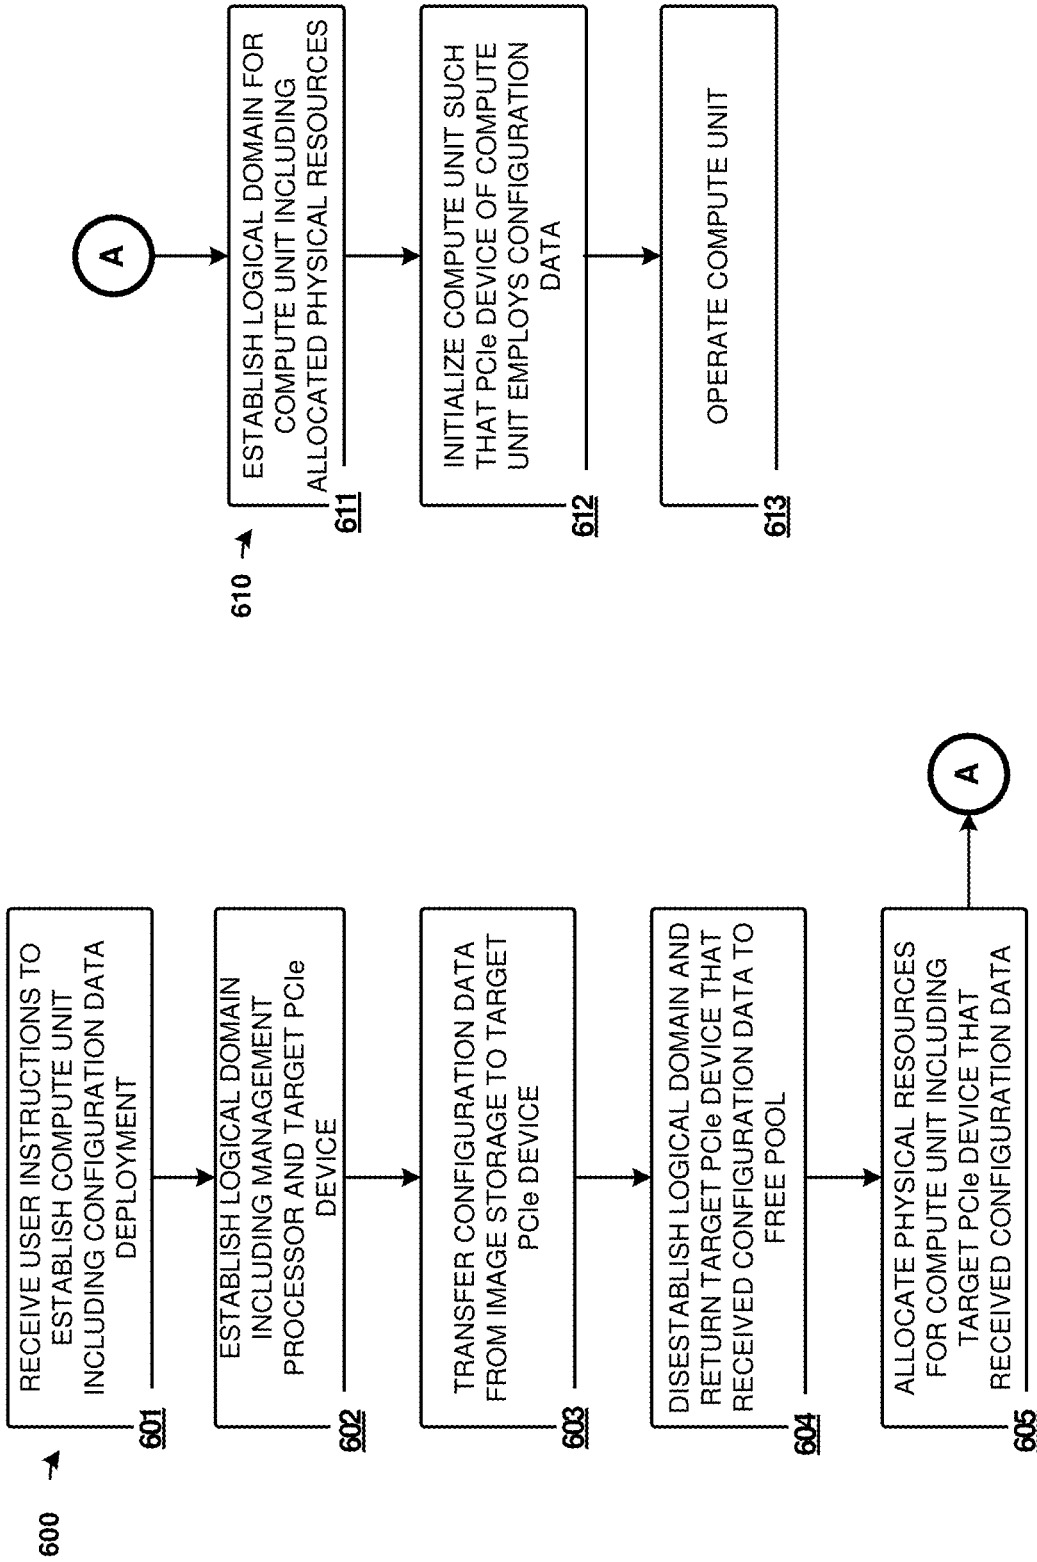 600
RECEIVE USER INSTRUCTIONS TO
ESTABLISH COMPUTE UNIT
INCLUDING CONFIGURATION DATA
DEPLOYMENT
601
ESTABLISH LOGICAL DOMAIN
INCLUDING MANAGEMENT
PROCESSOR AND TARGET PCIe
DEVICE
602
TRANSFER CONFIGURATION DATA
FROM IMAGE STORAGE TO TARGET
PCIe DEVICE
603
DISESTABLISH LOGICAL DOMAIN AND
RETURN TARGET PCIe DEVICE THAT
RECEIVED CONFIGURATION DATA TO
FREE POOL
604
ALLOCATE PHYSICAL RESOURCES
FOR COMPUTE UNIT INCLUDING
TARGET PCIe DEVICE THAT
RECEIVED CONFIGURATION DATA
605
A
A
610
ESTABLISH LOGICAL DOMAIN FOR
COMPUTE UNIT INCLUDING
ALLOCATED PHYSICAL RESOURCES
611
INITIALIZE COMPUTE UNIT SUCH
THAT PCIe DEVICE OF COMPUTE
UNIT EMPLOYS CONFIGURATION
DATA
612
OPERATE COMPUTE UNIT
613